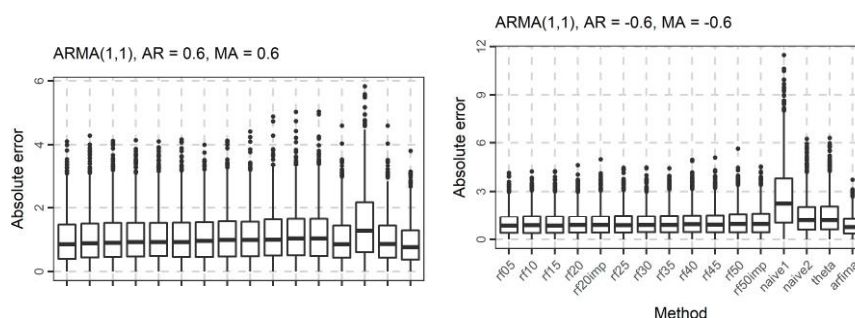 ARMA(1,1), AR = 0.6, MA = 0.6
Absolute error
6
4
2
0
ARMA(1,1), AR = -0.6, MA = -0.6
Absolute error
12
9
6
3
0
rf05 rf10 rf15 rf20 rf20imp rf25 rf30 rf35 rf40 rf45 rf50 rf50imp naive1 naive2 theta arfima
Method